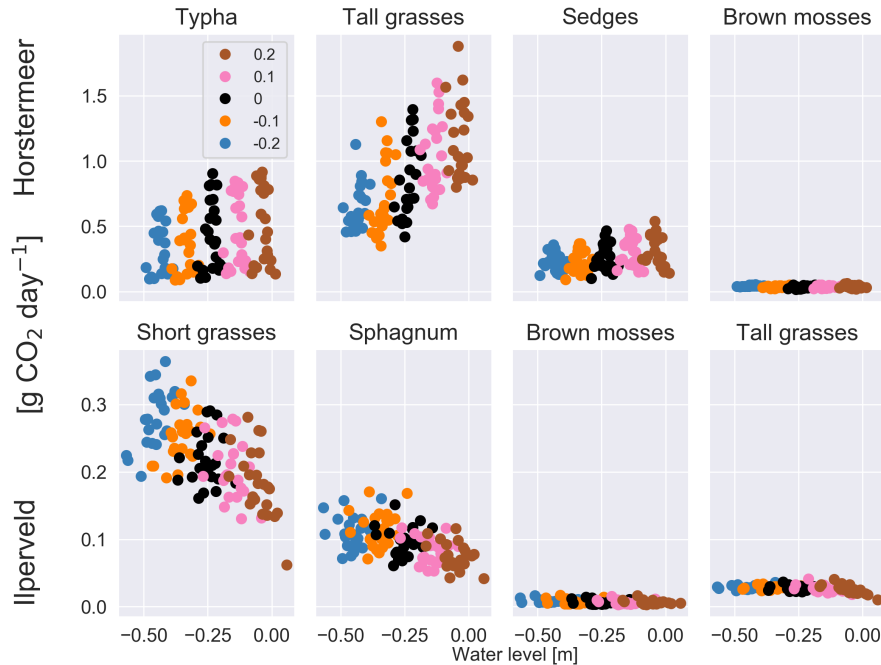 Typha
Tall grasses
Sedges
Brown mosses
Horstermeer
1.5
1.0
0.5
0.0
0.2
0.1
0
-0.1
-0.2
[g CO₂ day⁻¹]
Short grasses
Sphagnum
Brown mosses
Tall grasses
Ilperveld
0.3
0.2
0.1
0.0
−0.50 −0.25 0.00 −0.50 −0.25 0.00 −0.50 −0.25 0.00 −0.50 −0.25 0.00
Water level [m]